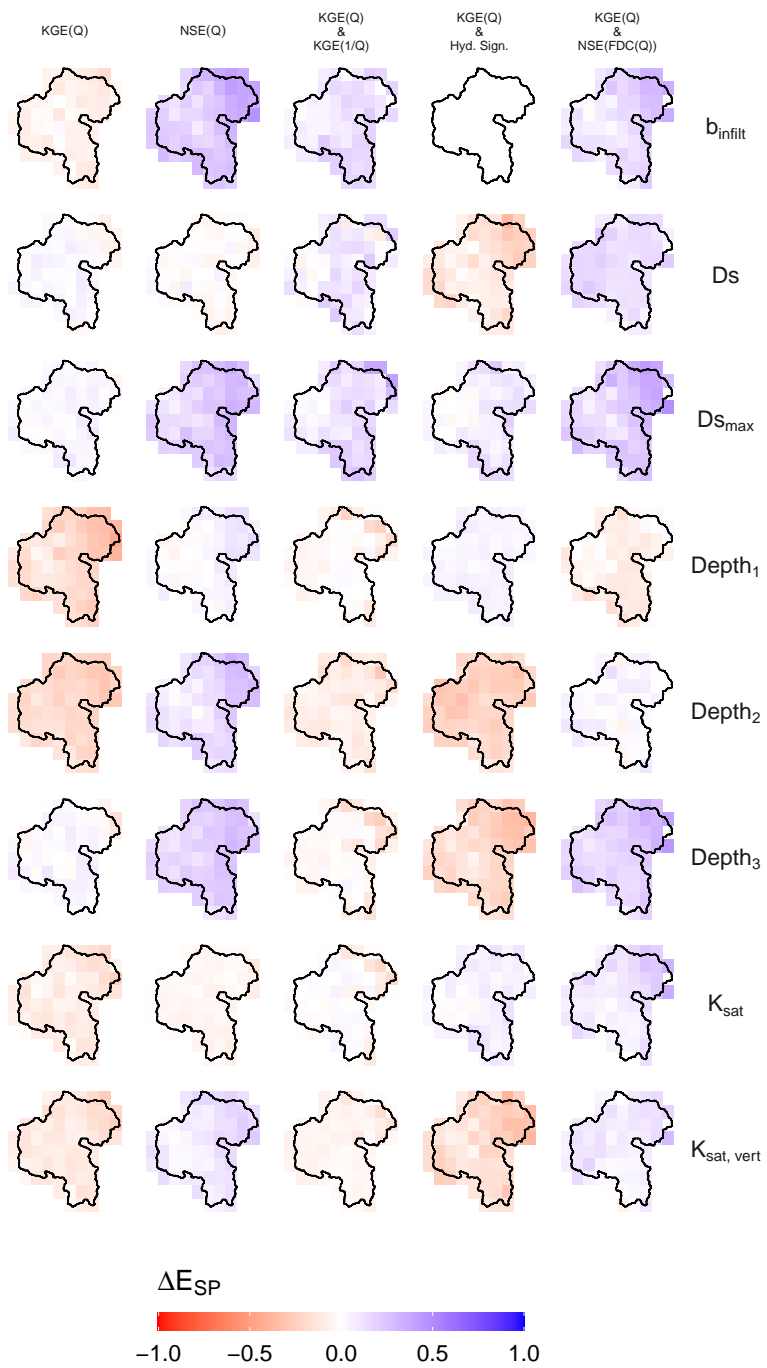 KGE(Q)
NSE(Q)
KGE(Q)
&
KGE(1/Q)
KGE(Q)
&
Hyd. Sign.
KGE(Q)
&
NSE(FDC(Q))
b_infilt
Ds
Ds_max
Depth_1
Depth_2
Depth_3
K_sat
K_sat, vert
ΔE_SP
−1.0 −0.5 0.0 0.5 1.0